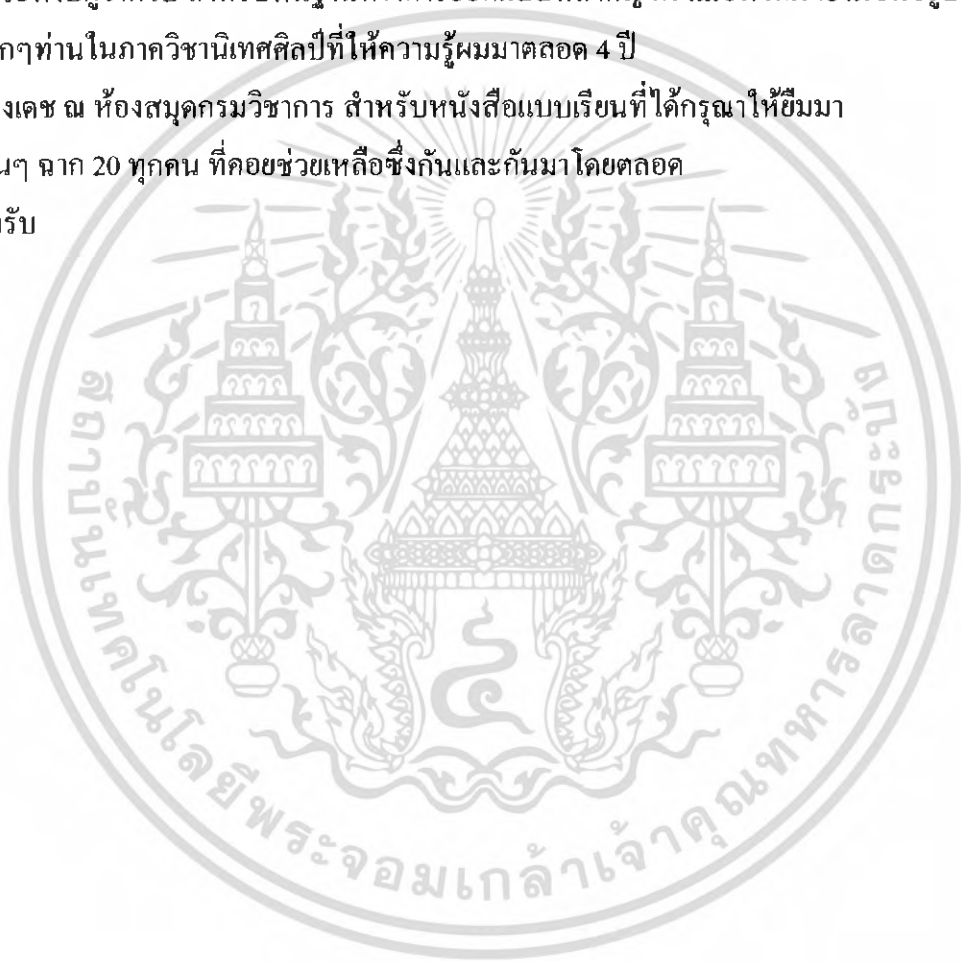 กๆท่านในภาควิชานิเทศศิลป์ที่ให้ความรู้ผมมาตลอด 4 ปี
งเดช ณ ห้องสมุดกรมวิชาการ สำหรับหนังสือแบบเรียนที่ได้กรุณาให้ยืมมา
นๆ ฉาก 20 ทุกคน ที่คอยช่วยเหลือซึ่งกันและกันมาโดยตลอด
รับ
สถาบันเทคโนโลยีพระจอมเกล้าเจ้าคุณทหารลาดกระบัง